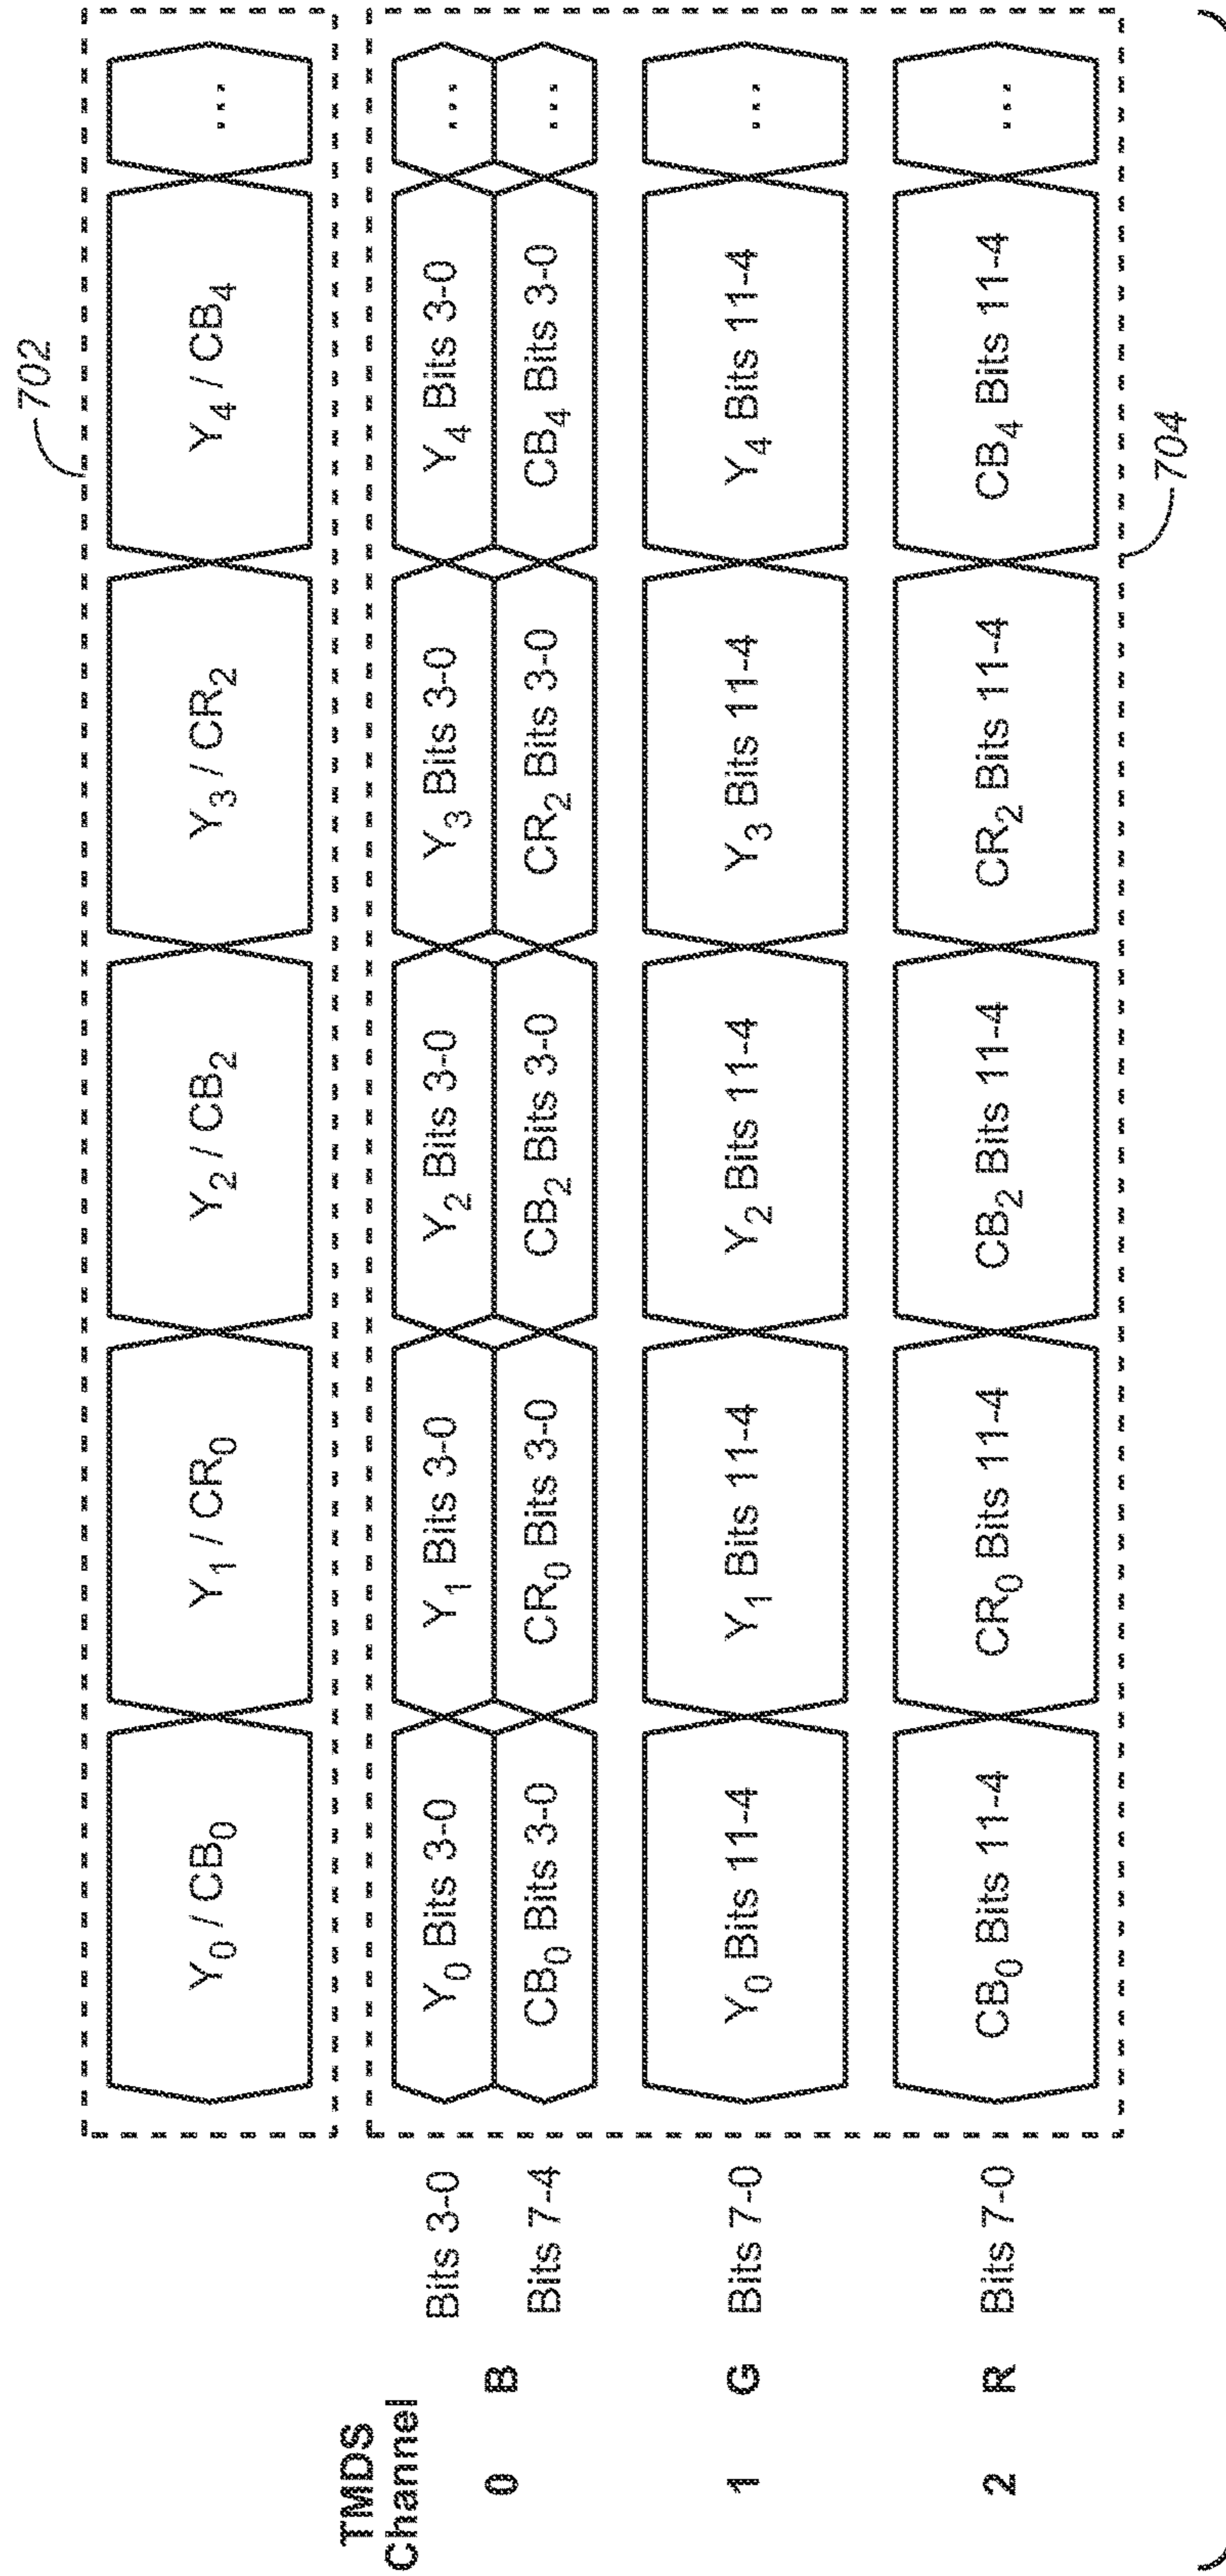 702
Y0 / CB0 Y1 / CR0 Y2 / CB2 Y3 / CR2 Y4 / CB4 ...
TMDS
Channel
0 B Bits 3-0 Y0 Bits 3-0 Y1 Bits 3-0 Y2 Bits 3-0 Y3 Bits 3-0 Y4 Bits 3-0 ...
Bits 7-4 CB0 Bits 3-0 CR0 Bits 3-0 CB2 Bits 3-0 CR2 Bits 3-0 CB4 Bits 3-0 ...
1 G Bits 7-0 Y0 Bits 11-4 Y1 Bits 11-4 Y2 Bits 11-4 Y3 Bits 11-4 Y4 Bits 11-4 ...
2 R Bits 7-0 CB0 Bits 11-4 CR0 Bits 11-4 CB2 Bits 11-4 CR2 Bits 11-4 CB4 Bits 11-4 ...
704